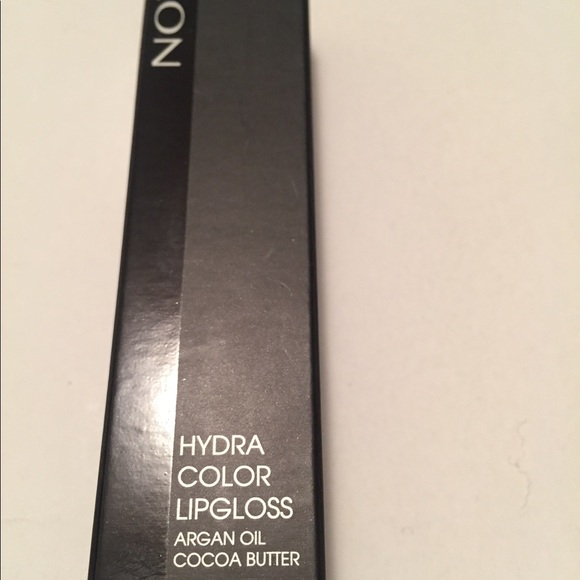 NO
HYDRA
COLOR
LIPGLOSS
ARGAN OIL
COCOA BUTTER